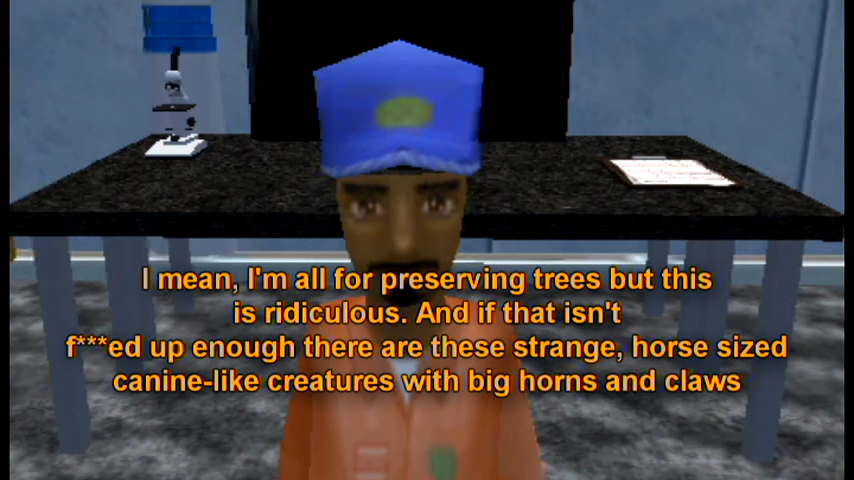 I mean, I'm all for preserving trees but this
is ridiculous. And if that isn't
f***ed up enough there are these strange, horse sized
canine-like creatures with big horns and claws